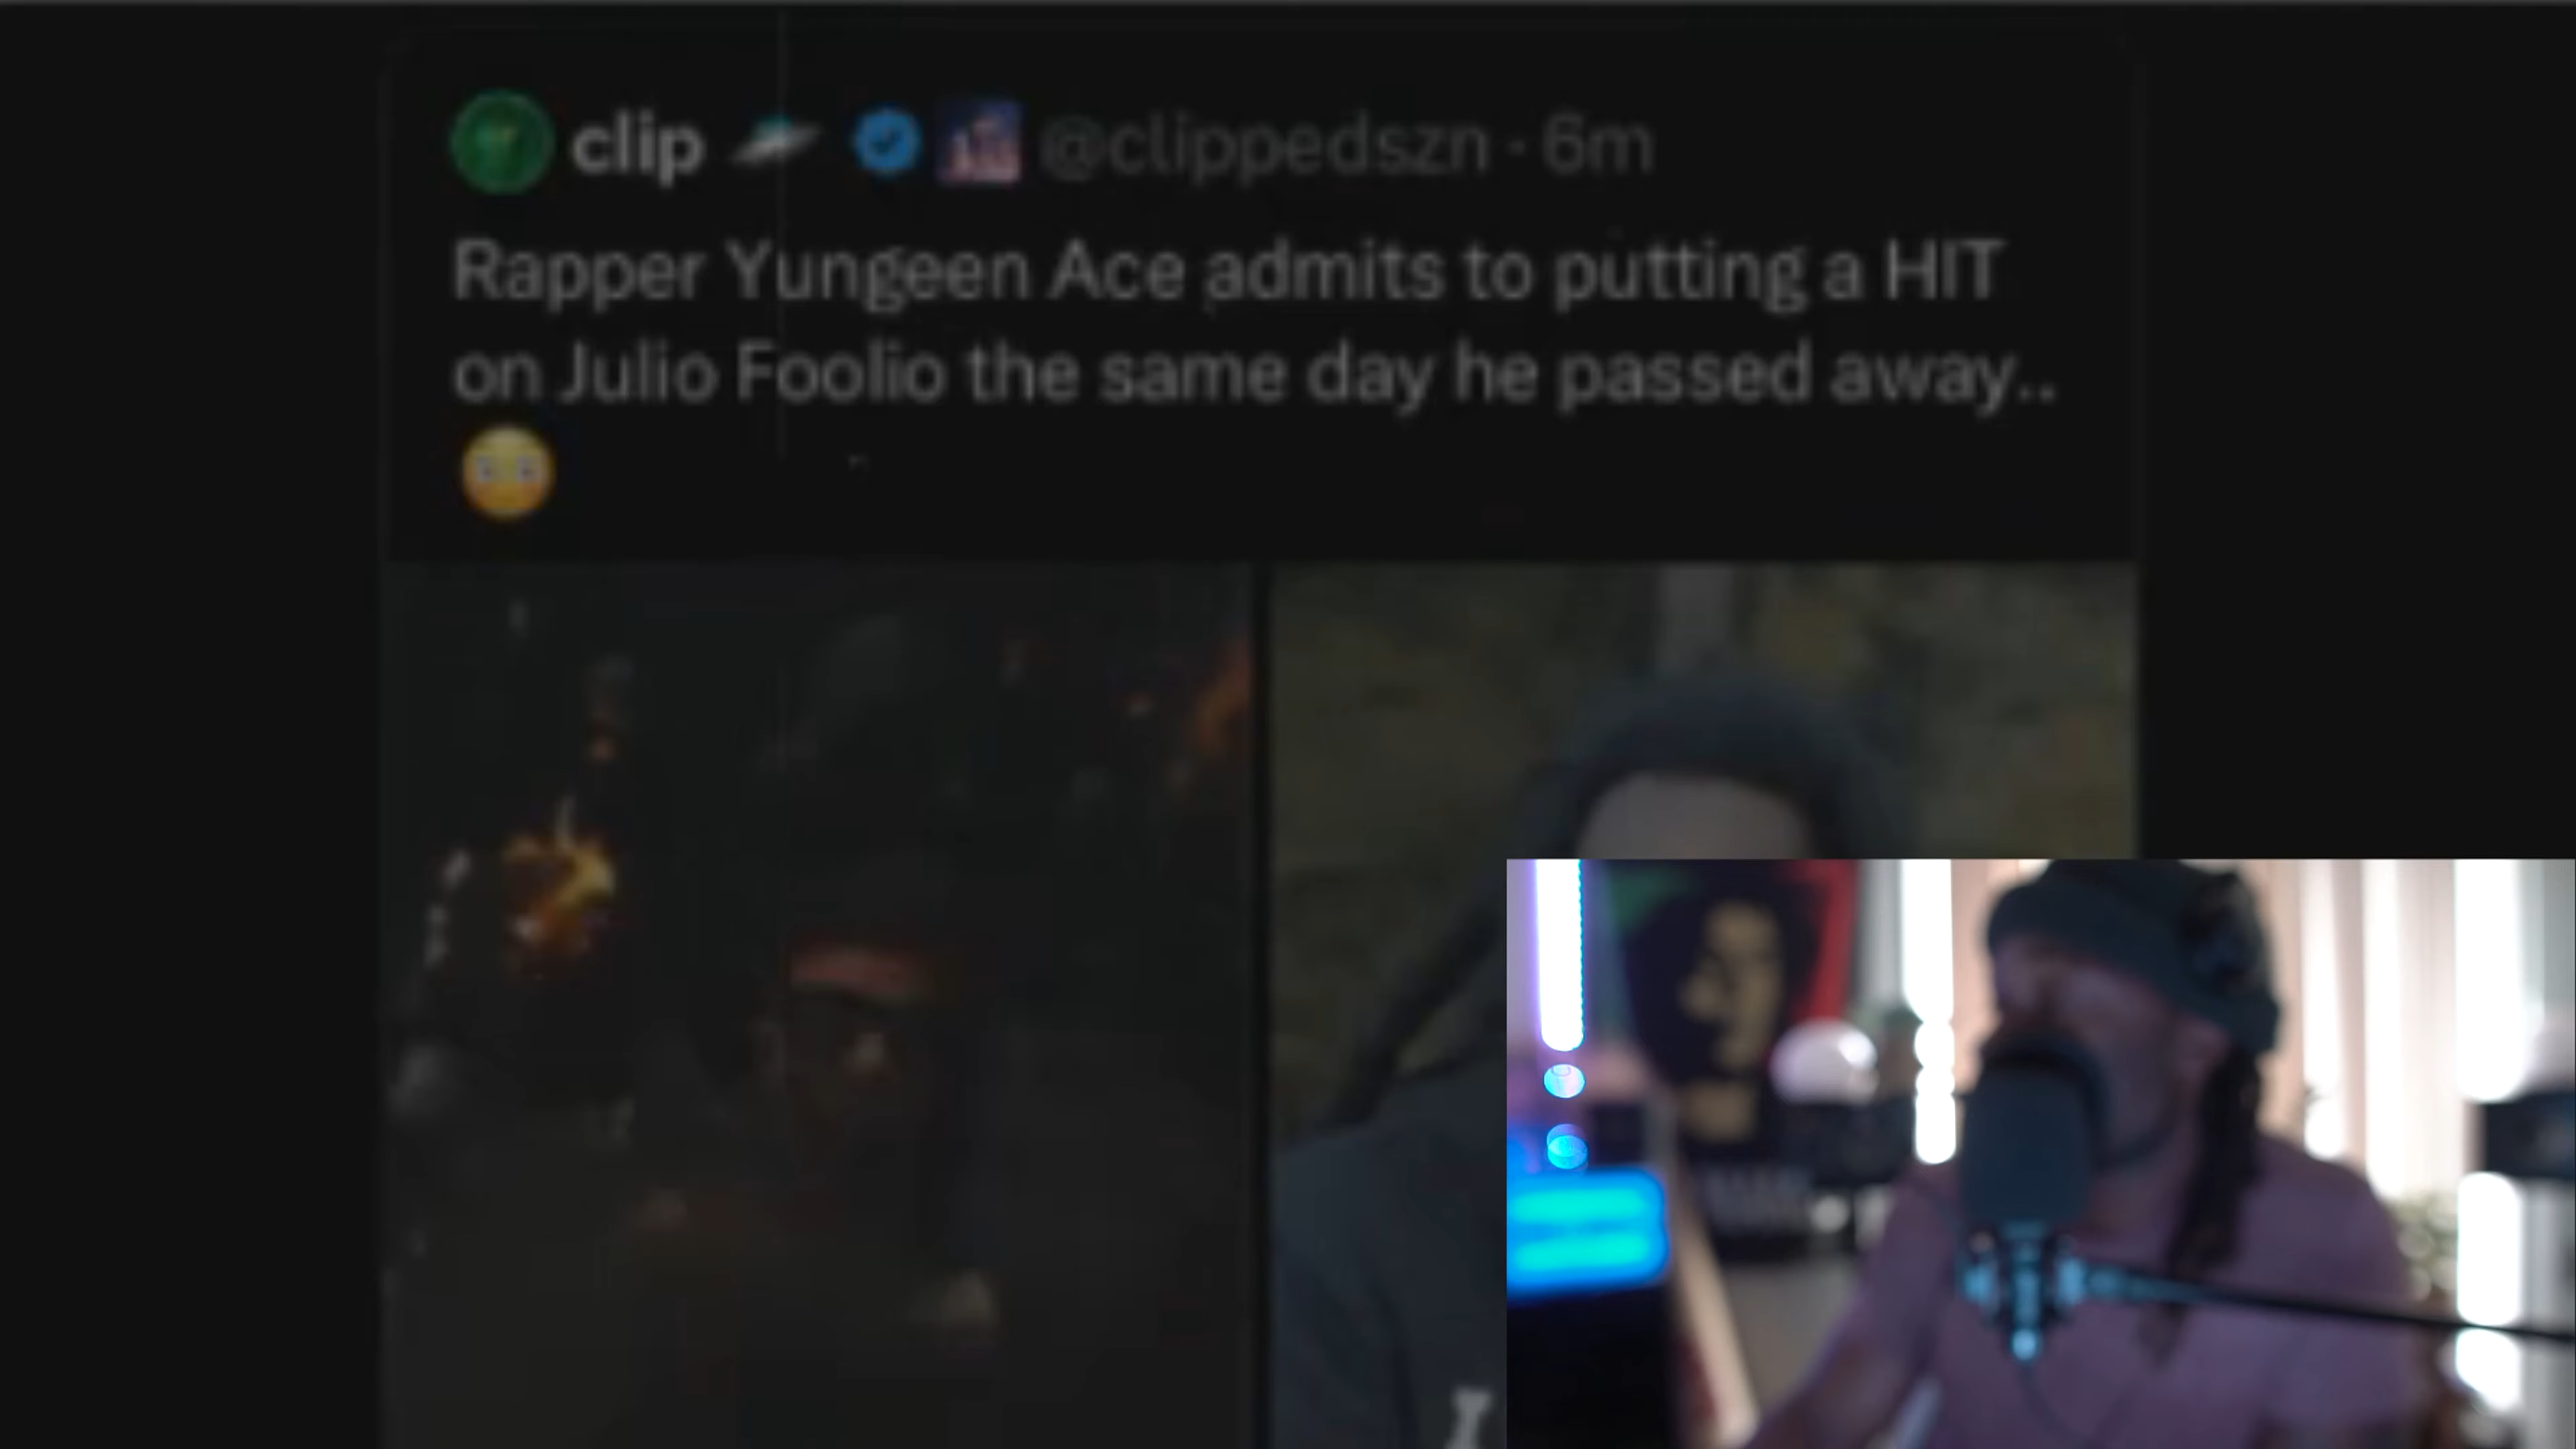 clip @clippedszn · 6m
Rapper Yungeen Ace admits to putting a HIT
on Julio Foolio the same day he passed away..